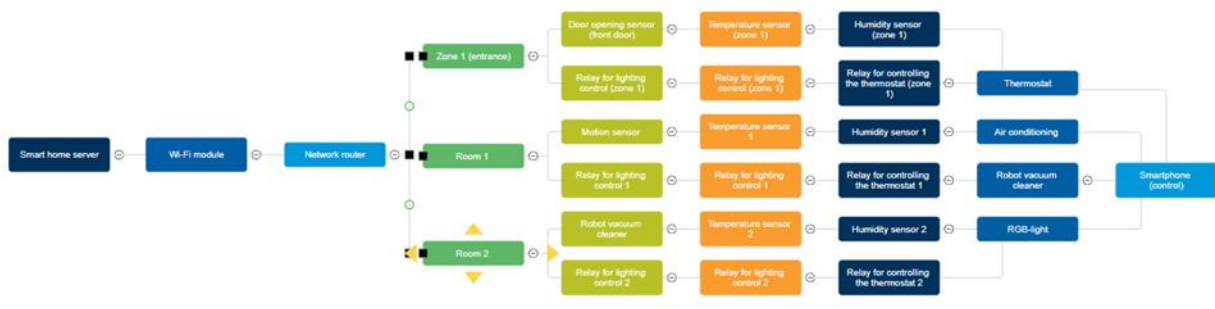 Smart home server
Wi-Fi module
Network router
Zone 1 (entrance)
Door opening sensor
(front door)
Temperature sensor
(zone 1)
Humidity sensor
(zone 1)
Relay for lighting
control (zone 1)
Relay for lighting
control (zone 1)
Relay for controlling
the thermostat (zone
1)
Thermostat
Room 1
Motion sensor
Temperature sensor
1
Humidity sensor 1
Air conditioning
Relay for lighting
control 1
Relay for lighting
control 1
Relay for controlling
the thermostat 1
Robot vacuum
cleaner
Smartphone
(control)
Room 2
Robot vacuum
cleaner
Temperature sensor
2
Humidity sensor 2
RGB-light
Relay for lighting
control 2
Relay for lighting
control 2
Relay for controlling
the thermostat 2